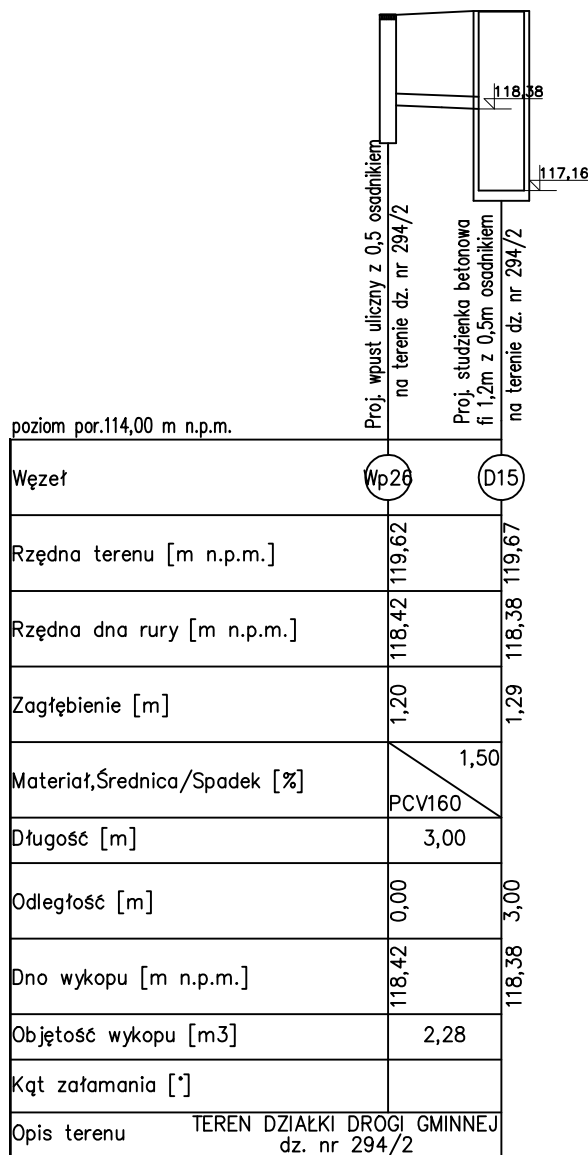 118,38
117,16
Proj. wpust uliczny z 0,5 osadnikiem
na terenie dz. nr 294/2
Proj. studzienka betonowa
fi 1,2m z 0,5m osadnikiem
na terenie dz. nr 294/2
poziom por.114,00 m n.p.m.
Węzeł Wp26 D15
Rzędna terenu [m n.p.m.] 119,62 119,67
Rzędna dna rury [m n.p.m.] 118,42 118,38
Zagłębienie [m] 1,20 1,29
Materiał,Średnica/Spadek [%] PCV160 1,50
Długość [m] 3,00
Odległość [m] 0,00 3,00
Dno wykopu [m n.p.m.] 118,42 118,38
Objętość wykopu [m3] 2,28
Kąt załamania [°]
Opis terenu TEREN DZIAŁKI DROGI GMINNEJ
dz. nr 294/2